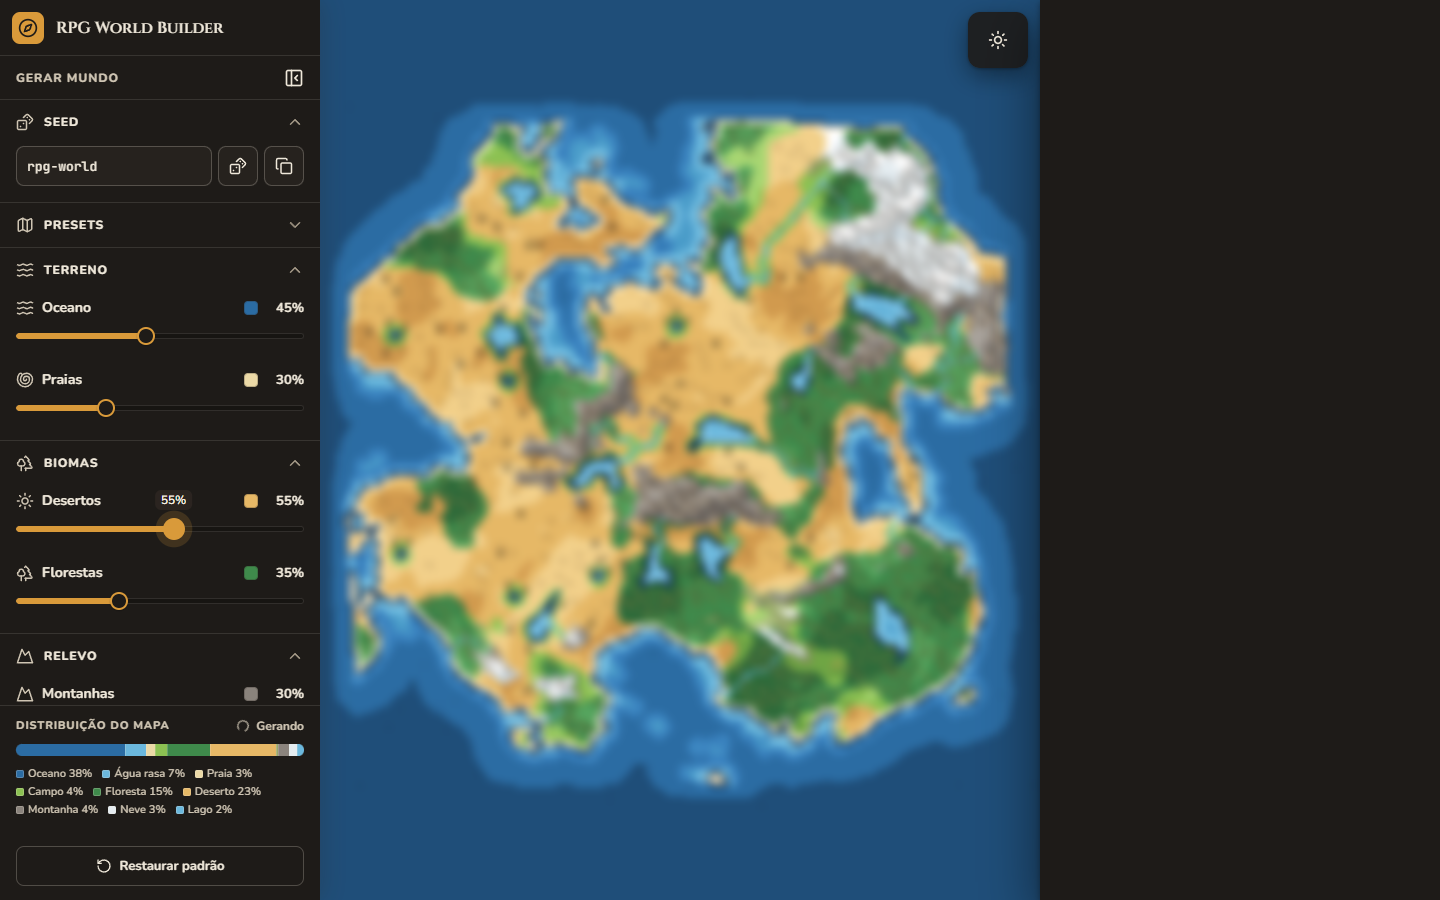 RPG World Builder
GERAR MUNDO
SEED
rpg-world
PRESETS
TERRENO
Oceano 45%
Praias 30%
BIOMAS
Desertos 55% 55%
Florestas 35%
RELEVO
Montanhas 30%
DISTRIBUIÇÃO DO MAPA Gerando
Oceano 38% Água rasa 7% Praia 3%
Campo 4% Floresta 15% Deserto 23%
Montanha 4% Neve 3% Lago 2%
Restaurar padrão